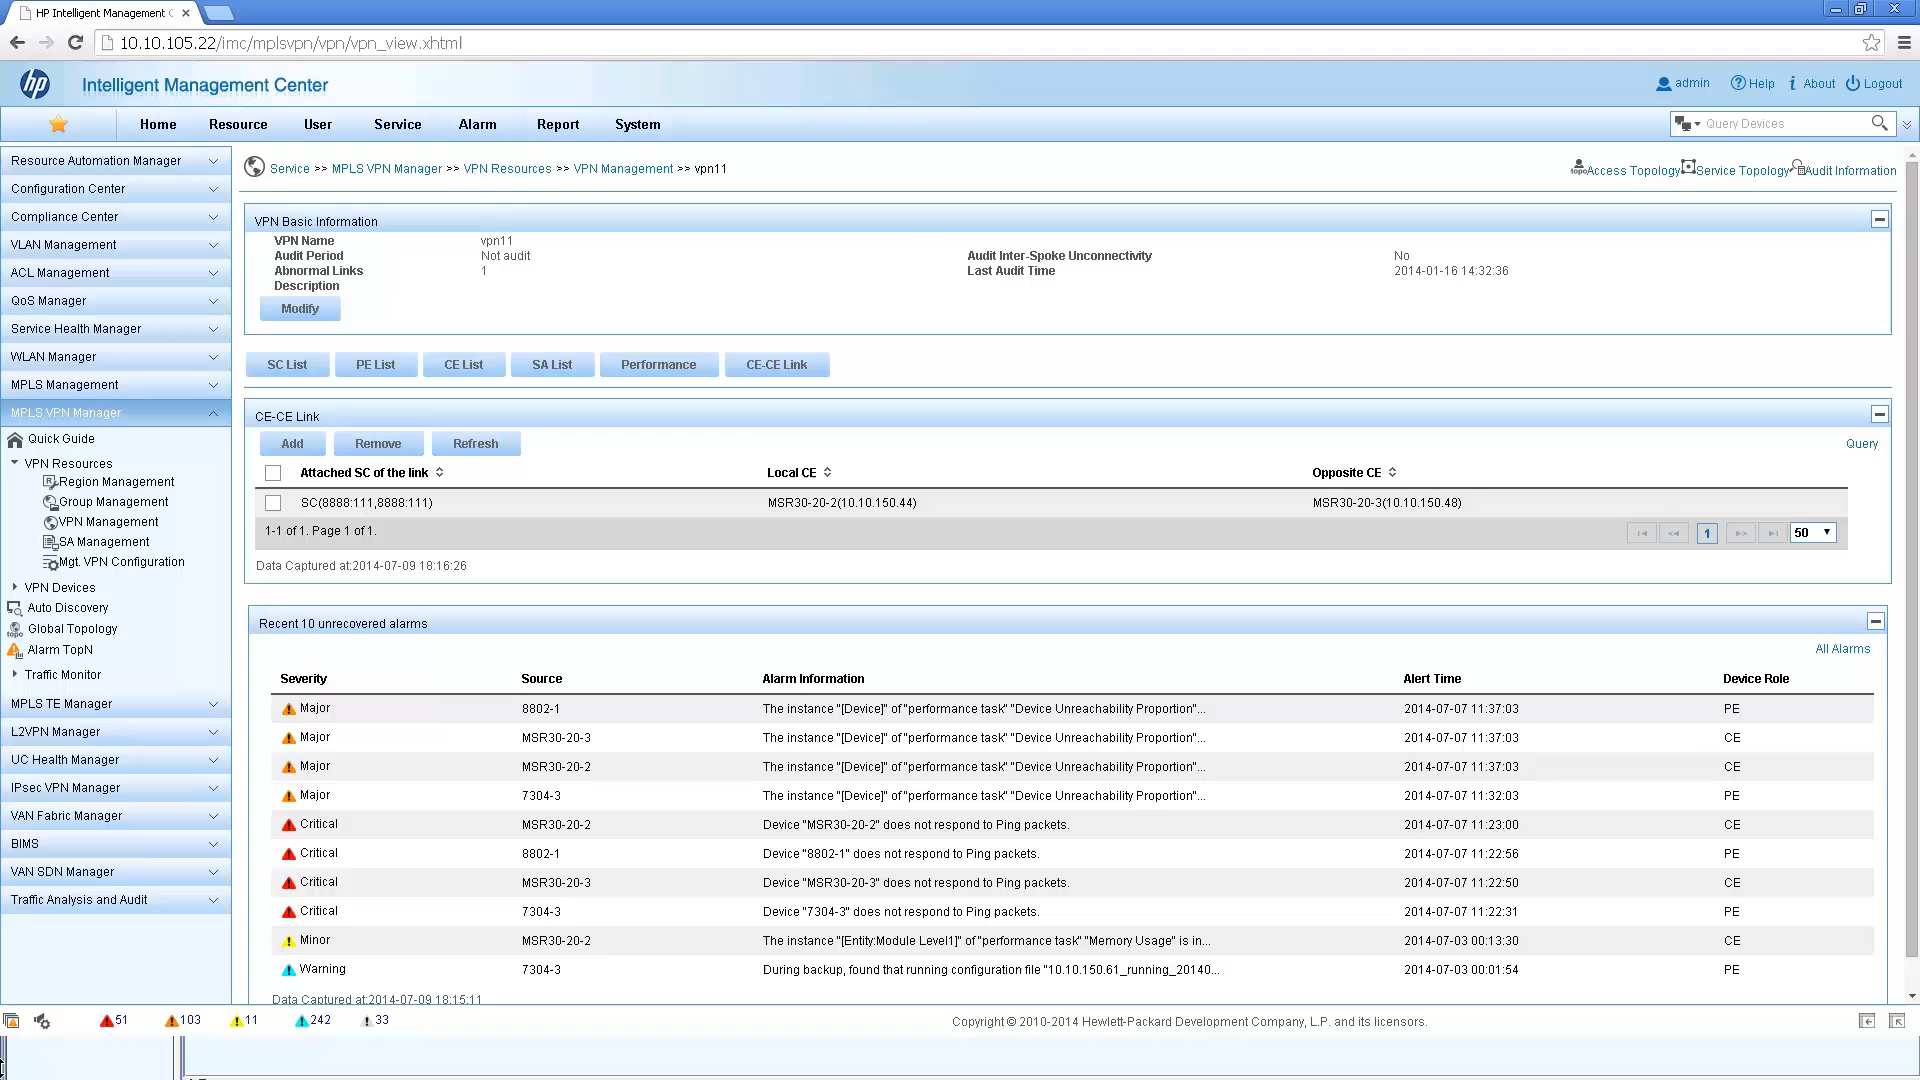 HP Intelligent Management C
10.10.105.22/imc/mplsvpn/vpn/vpn_view.xhtml
hp Intelligent Management Center admin Help About Logout
Home Resource User Service Alarm Report System Query Devices
Resource Automation Manager
Configuration Center
Compliance Center
VLAN Management
ACL Management
QoS Manager
Service Health Manager
WLAN Manager
MPLS Management
MPLS VPN Manager
Quick Guide
VPN Resources
Region Management
Group Management
VPN Management
SA Management
Mgt. VPN Configuration
VPN Devices
Auto Discovery
Global Topology
Alarm TopN
Traffic Monitor
MPLS TE Manager
L2VPN Manager
UC Health Manager
IPsec VPN Manager
VAN Fabric Manager
BIMS
VAN SDN Manager
Traffic Analysis and Audit
Service >> MPLS VPN Manager >> VPN Resources >> VPN Management >> vpn11
Access Topology Service Topology Audit Information
VPN Basic Information
VPN Name vpn11
Audit Period Not audit Audit Inter-Spoke Unconnectivity No
Abnormal Links 1 Last Audit Time 2014-01-16 14:32:36
Description
Modify
SC List PE List CE List SA List Performance CE-CE Link
CE-CE Link
Add Remove Refresh Query
Attached SC of the link Local CE Opposite CE
SC(8888:111,8888:111) MSR30-20-2(10.10.150.44) MSR30-20-3(10.10.150.48)
1-1 of 1. Page 1 of 1. 1 50
Data Captured at:2014-07-09 18:16:26
Recent 10 unrecovered alarms
All Alarms
Severity Source Alarm Information Alert Time Device Role
Major 8802-1 The instance "[Device]" of "performance task" "Device Unreachability Proportion"... 2014-07-07 11:37:03 PE
Major MSR30-20-3 The instance "[Device]" of "performance task" "Device Unreachability Proportion"... 2014-07-07 11:37:03 CE
Major MSR30-20-2 The instance "[Device]" of "performance task" "Device Unreachability Proportion"... 2014-07-07 11:37:03 CE
Major 7304-3 The instance "[Device]" of "performance task" "Device Unreachability Proportion"... 2014-07-07 11:32:03 PE
Critical MSR30-20-2 Device "MSR30-20-2" does not respond to Ping packets. 2014-07-07 11:23:00 CE
Critical 8802-1 Device "8802-1" does not respond to Ping packets. 2014-07-07 11:22:56 PE
Critical MSR30-20-3 Device "MSR30-20-3" does not respond to Ping packets. 2014-07-07 11:22:50 CE
Critical 7304-3 Device "7304-3" does not respond to Ping packets. 2014-07-07 11:22:31 PE
Minor MSR30-20-2 The instance "[Entity:Module Level1]" of "performance task" "Memory Usage" is in... 2014-07-03 00:13:30 CE
Warning 7304-3 During backup, found that running configuration file "10.10.150.61_running_20140... 2014-07-03 00:01:54 PE
Data Captured at:2014-07-09 18:15:11
51 103 11 242 33 Copyright © 2010-2014 Hewlett-Packard Development Company, L.P. and its licensors.